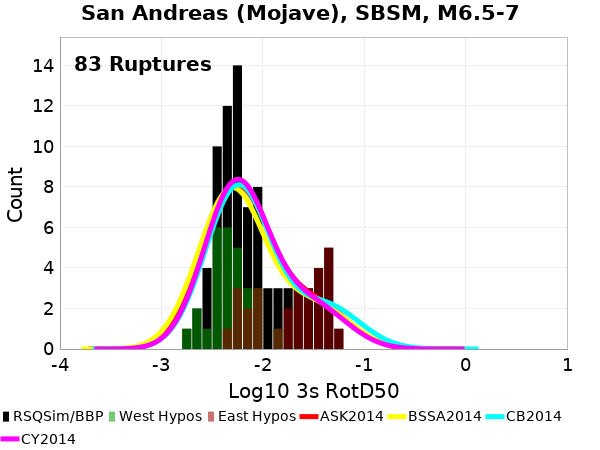 San Andreas (Mojave), SBSM, M6.5-7
83 Ruptures
14
12
10
8
6
4
2
0
Count
-4 -3 -2 -1 0 1
Log10 3s RotD50
RSQSim/BBP West Hypos East Hypos ASK2014 BSSA2014 CB2014
CY2014